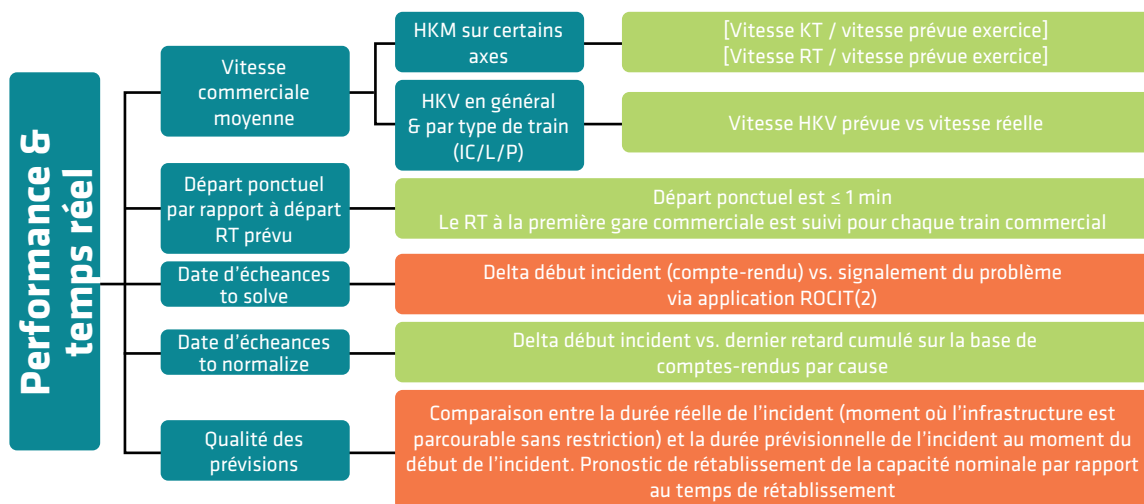 Performance &
temps réel
Vitesse
commerciale
moyenne
HKM sur certains
axes
[Vitesse KT / vitesse prévue exercice]
[Vitesse RT / vitesse prévue exercice]
HKV en général
& par type de train
(IC/L/P)
Vitesse HKV prévue vs vitesse réelle
Départ ponctuel
par rapport à départ
RT prévu
Départ ponctuel est ≤ 1 min
Le RT à la première gare commerciale est suivi pour chaque train commercial
Date d'écheances
to solve
Delta début incident (compte-rendu) vs. signalement du problème
via application ROCIT(2)
Date d'écheances
to normalize
Delta début incident vs. dernier retard cumulé sur la base de
comptes-rendus par cause
Qualité des
prévisions
Comparaison entre la durée réelle de l'incident (moment où l'infrastructure est
parcourable sans restriction) et la durée prévisionnelle de l'incident au moment du
début de l'incident. Pronostic de rétablissement de la capacité nominale par rapport
au temps de rétablissement